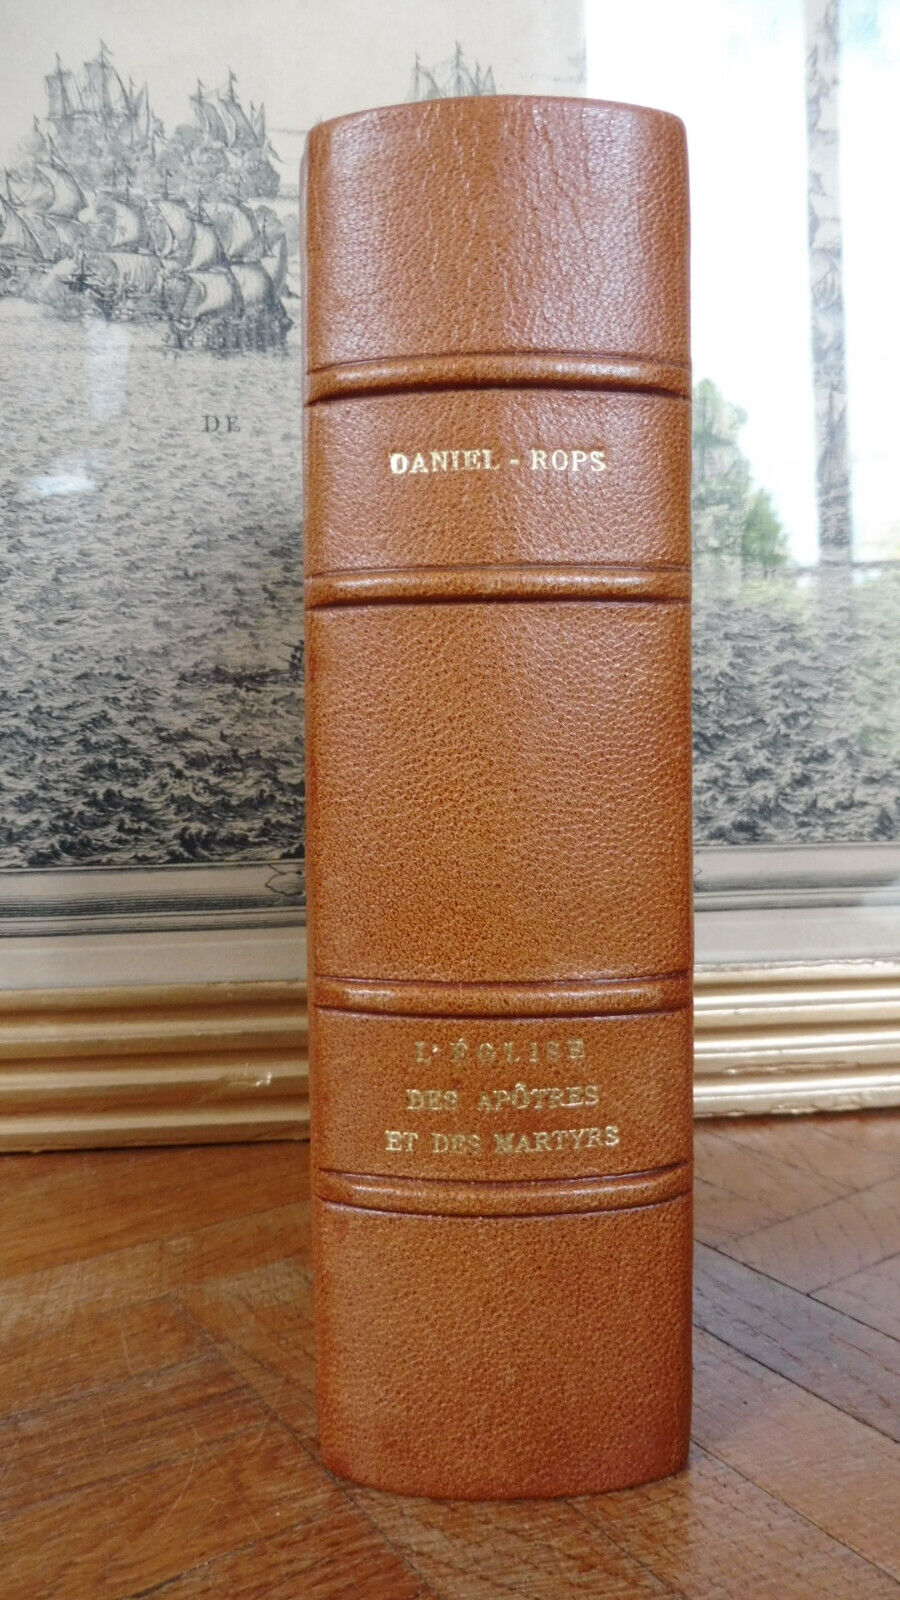 DE
DANIEL - ROPS
L'ÉGLISE
DES APÔTRES
ET DES MARTYRS